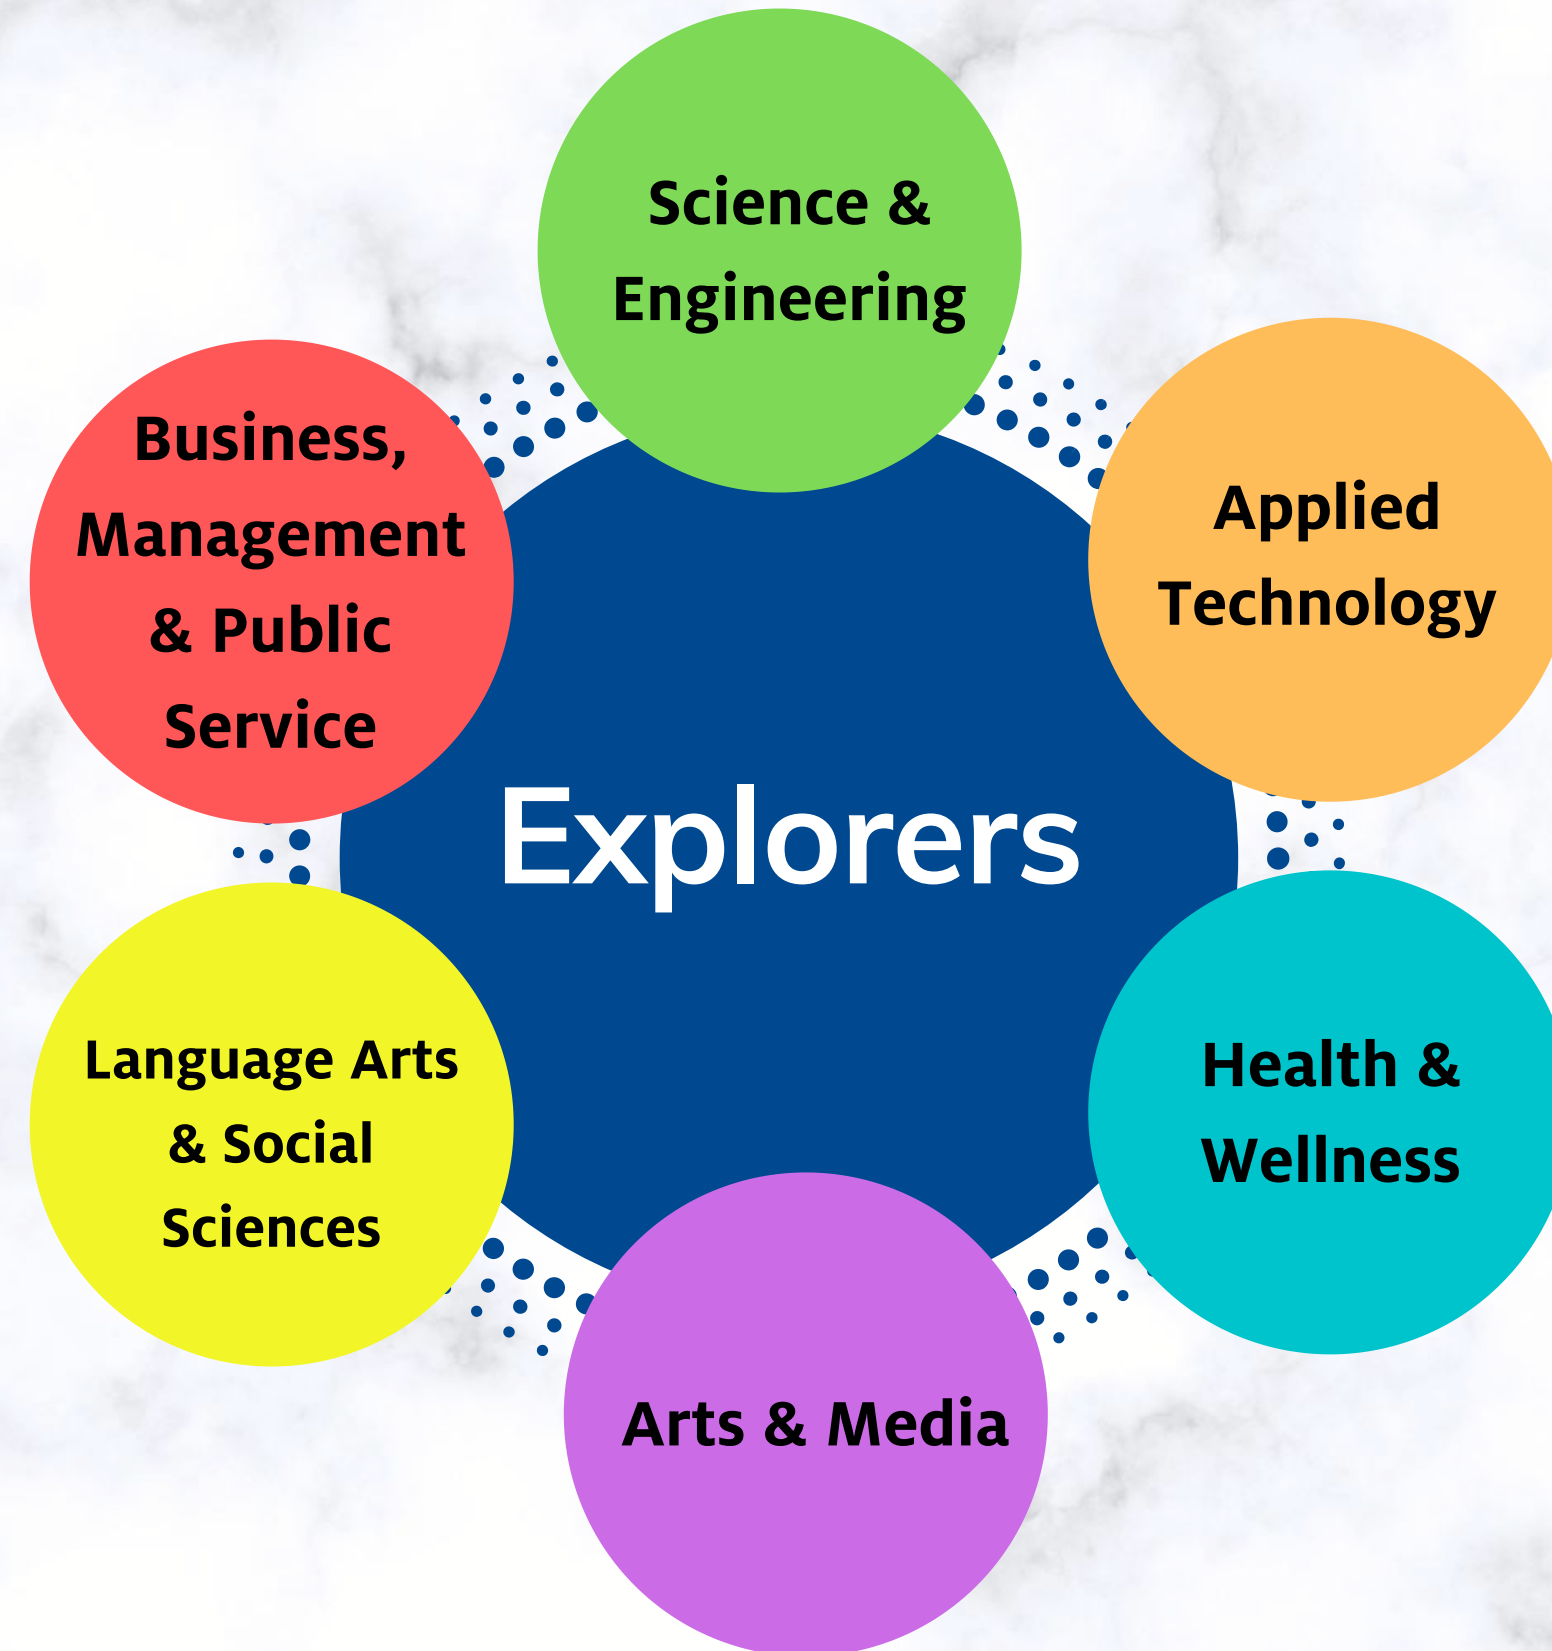 Science &
Engineering
Business,
Management
& Public
Service
Applied
Technology
Explorers
Language Arts
& Social
Sciences
Health &
Wellness
Arts & Media